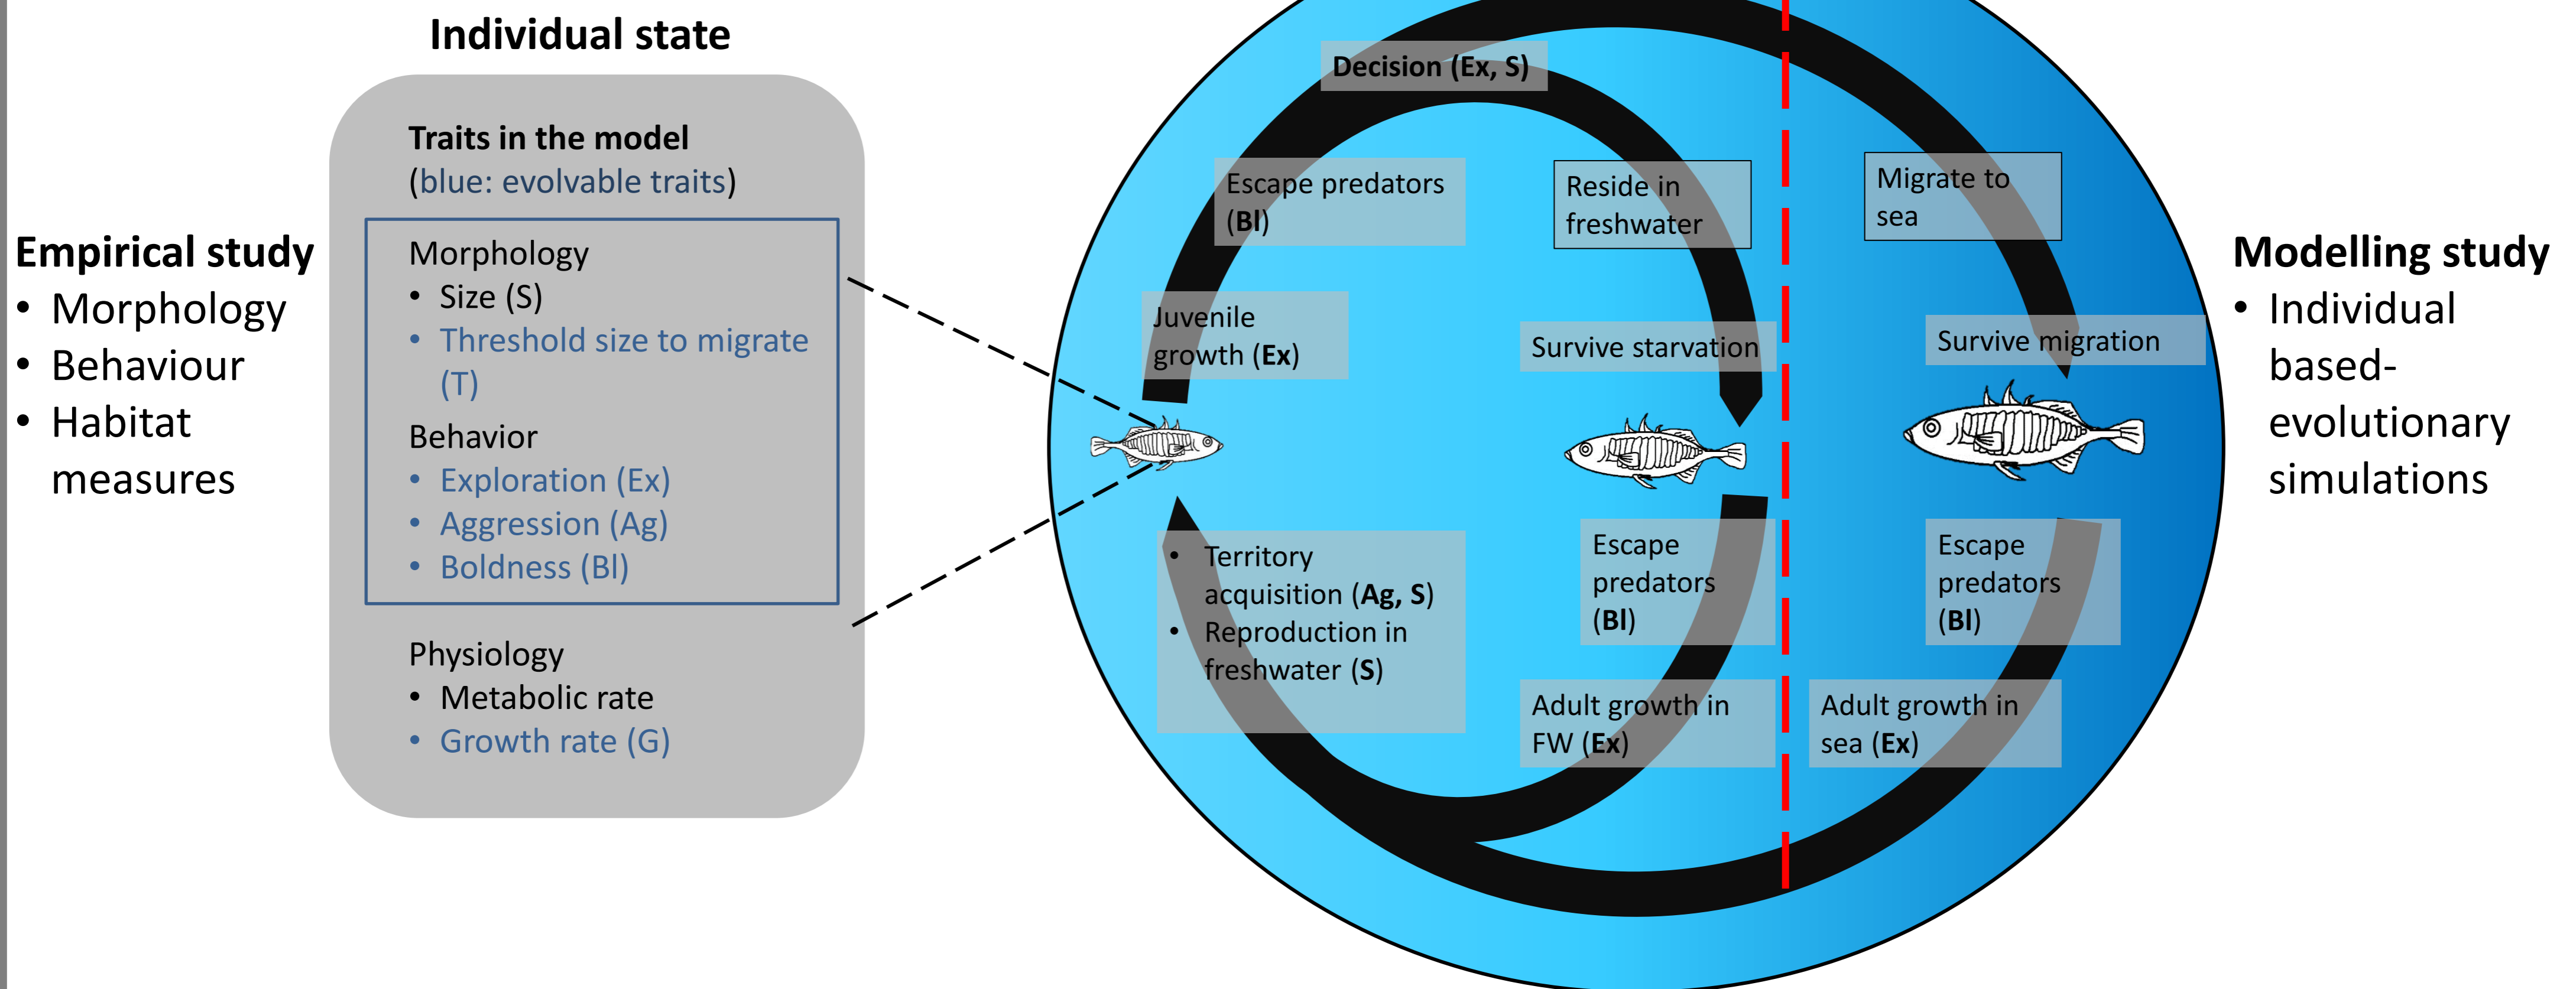 Individual state
Traits in the model
(blue: evolvable traits)
Morphology
• Size (S)
• Threshold size to migrate
(T)
Behavior
• Exploration (Ex)
• Aggression (Ag)
• Boldness (Bl)
Physiology
• Metabolic rate
• Growth rate (G)
Empirical study
• Morphology
• Behaviour
• Habitat
measures
Decision (Ex, S)
Escape predators
(Bl)
Reside in
freshwater
Migrate to
sea
Juvenile
growth (Ex)
Survive starvation
Survive migration
• Territory
acquisition (Ag, S)
• Reproduction in
freshwater (S)
Escape
predators
(Bl)
Escape
predators
(Bl)
Adult growth in
FW (Ex)
Adult growth in
sea (Ex)
Modelling study
• Individual
based-
evolutionary
simulations